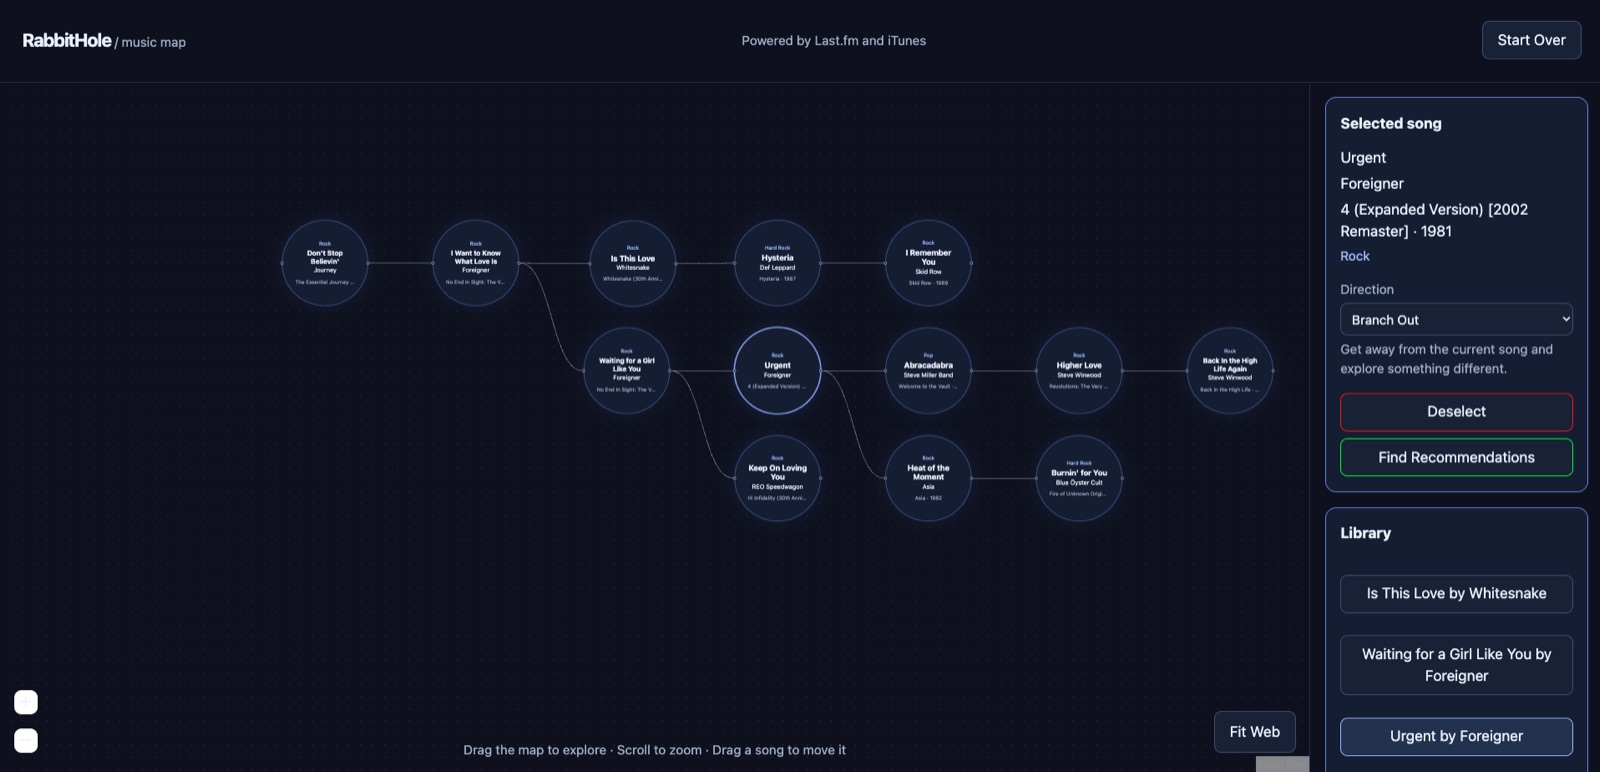 RabbitHole / music map
Powered by Last.fm and iTunes
Start Over
Rock
Don't Stop
Believin'
Journey
The Essential Journey ...
Rock
I Want to Know
What Love Is
Foreigner
No End In Sight: The V...
Rock
Is This Love
Whitesnake
Whitesnake (30th Anni...
Hard Rock
Hysteria
Def Leppard
Hysteria · 1987
Rock
I Remember
You
Skid Row
Skid Row · 1989
Rock
Waiting for a Girl
Like You
Foreigner
No End In Sight: The V...
Rock
Urgent
Foreigner
4 (Expanded Version) ...
Pop
Abracadabra
Steve Miller Band
Welcome to the Vault ·...
Rock
Higher Love
Steve Winwood
Revolutions: The Very ...
Rock
Back In the High
Life Again
Steve Winwood
Back In the High Life · ...
Rock
Keep On Loving
You
REO Speedwagon
Hi Infidelity (30th Anni...
Rock
Heat of the
Moment
Asia
Asia · 1982
Hard Rock
Burnin' for You
Blue Öyster Cult
Fire of Unknown Origi...
Drag the map to explore · Scroll to zoom · Drag a song to move it
Fit Web
Selected song
Urgent
Foreigner
4 (Expanded Version) [2002
Remaster] · 1981
Rock
Direction
Branch Out
Get away from the current song and
explore something different.
Deselect
Find Recommendations
Library
Is This Love by Whitesnake
Waiting for a Girl Like You by
Foreigner
Urgent by Foreigner